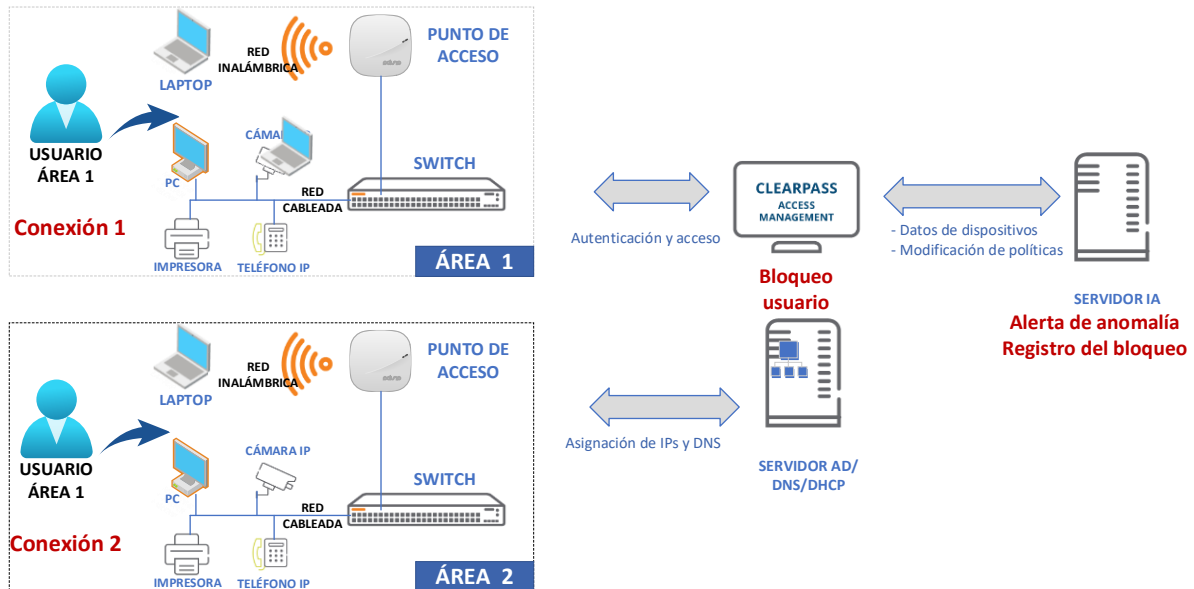 LAPTOP
RED
INALÁMBRICA
PUNTO DE
ACCESO
USUARIO
ÁREA 1
Conexión 1
PC
SWITCH
RED
CABLEADA
IMPRESORA
TELÉFONO IP
ÁREA 1
Autenticación y acceso
CLEARPASS
ACCESS
MANAGEMENT
Bloqueo
usuario
- Datos de dispositivos
- Modificación de políticas
SERVIDOR IA
Alerta de anomalía
Registro del bloqueo
LAPTOP
RED
INALÁMBRICA
PUNTO DE
ACCESO
USUARIO
ÁREA 1
Conexión 2
PC
CÁMARA IP
SWITCH
RED
CABLEADA
IMPRESORA
TELÉFONO IP
ÁREA 2
Asignación de IPs y DNS
SERVIDOR AD/
DNS/DHCP